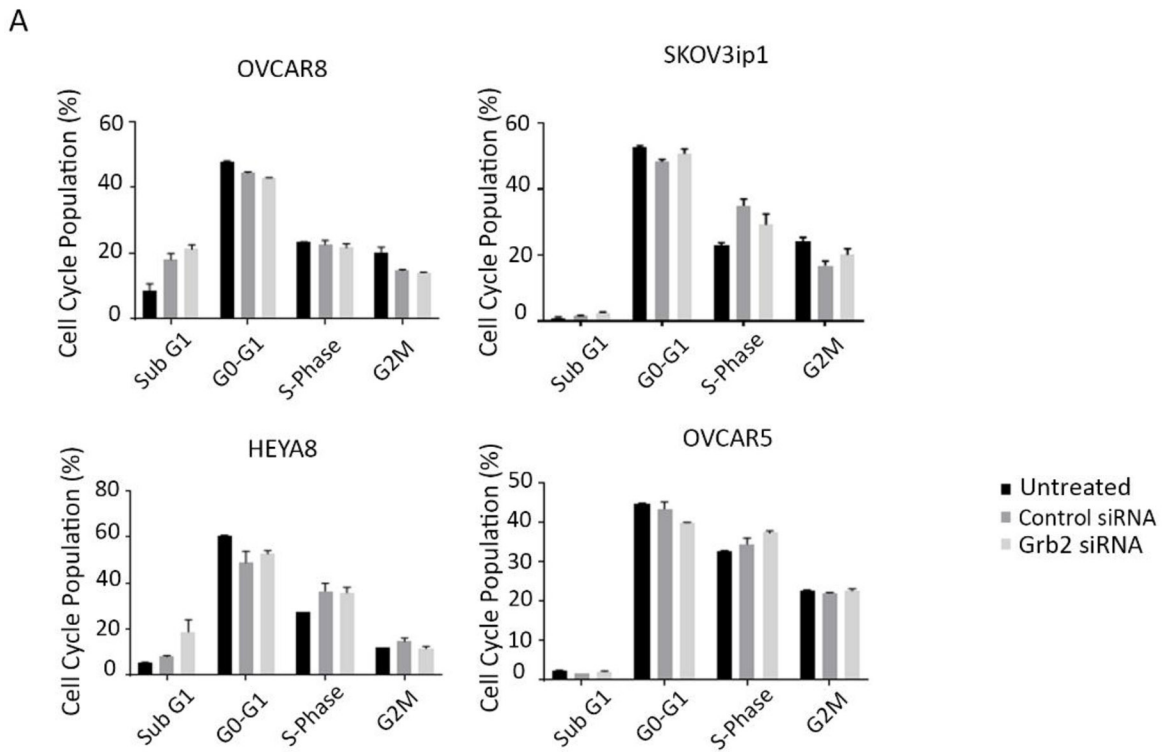 A
OVCAR8
Cell Cycle Population (%)
60
40
20
0
Sub G1
G0-G1
S-Phase
G2M
SKOV3ip1
Cell Cycle Population (%)
60
40
20
0
Sub G1
G0-G1
S-Phase
G2M
HEYA8
Cell Cycle Population (%)
80
60
40
20
0
Sub G1
G0-G1
S-Phase
G2M
OVCAR5
Cell Cycle Population (%)
50
40
30
20
10
0
Sub G1
G0-G1
S-Phase
G2M
Untreated
Control siRNA
Grb2 siRNA